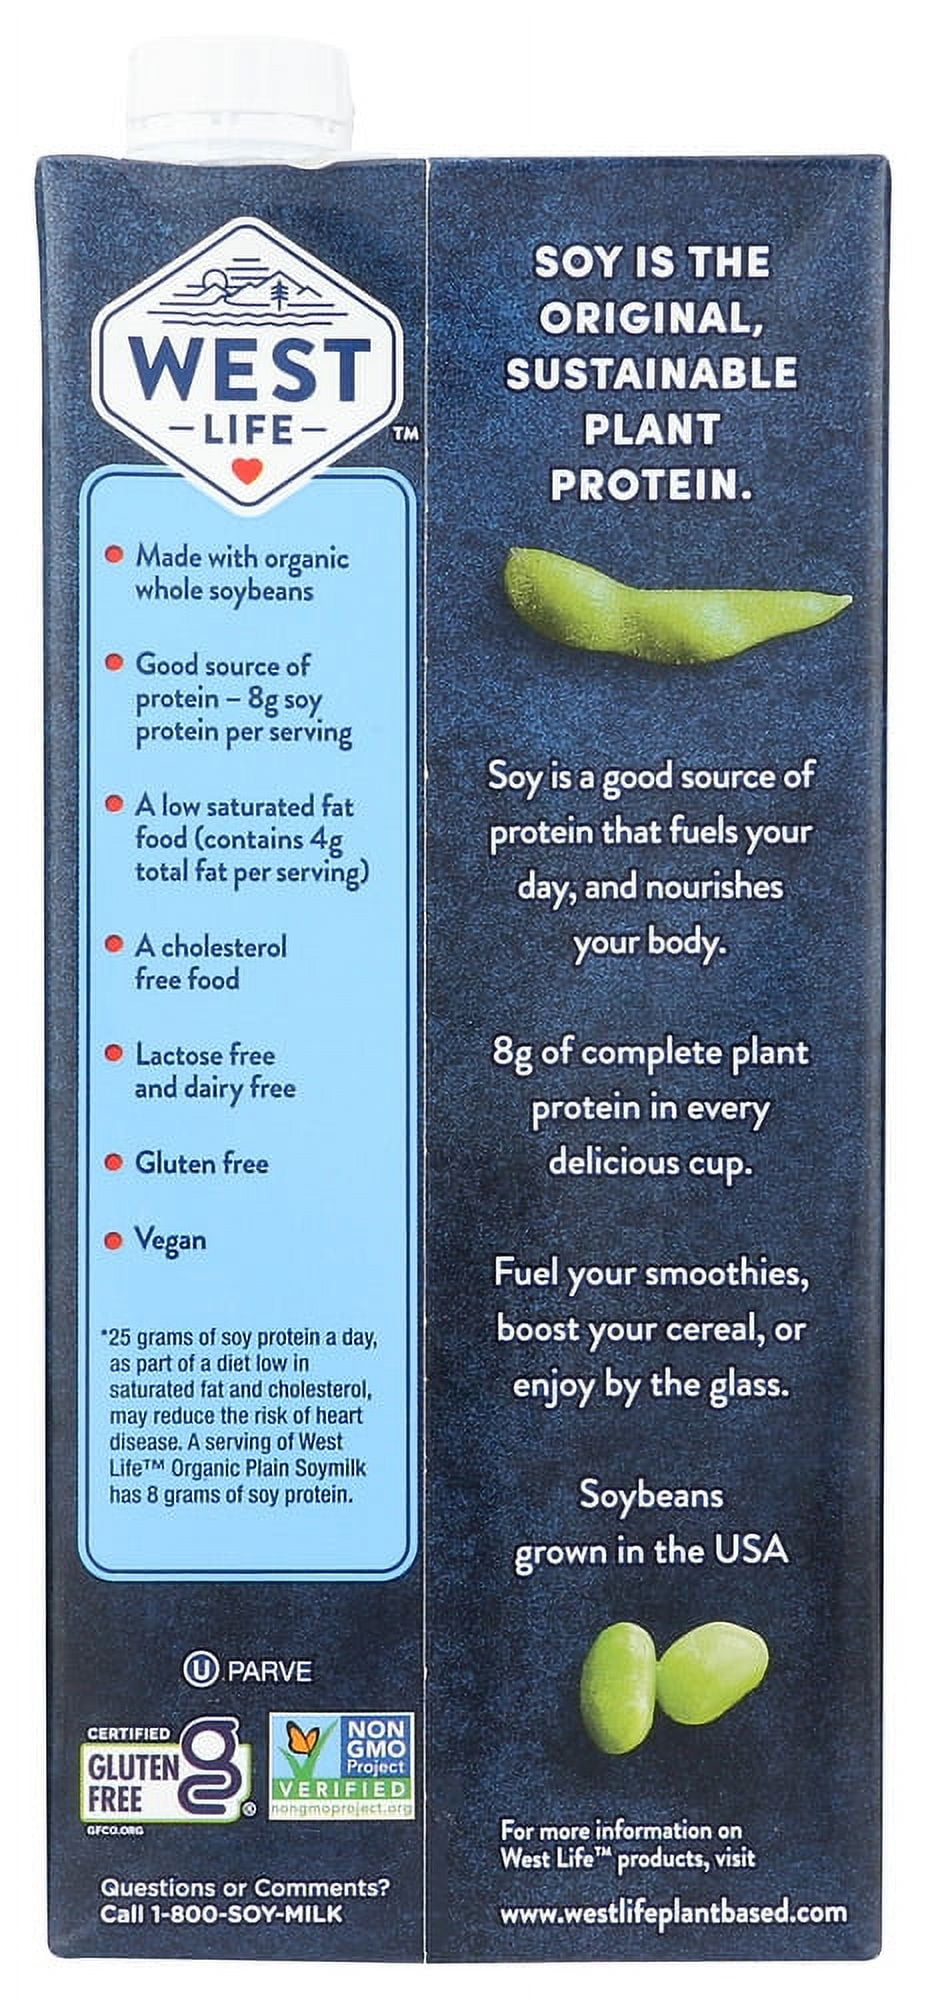 WEST
LIFE
TM
Made with organic
whole soybeans
Good source of
protein – 8g soy
protein per serving
A low saturated fat
food (contains 4g
total fat per serving)
A cholesterol
free food
Lactose free
and dairy free
Gluten free
Vegan
*25 grams of soy protein a day,
as part of a diet low in
saturated fat and cholesterol,
may reduce the risk of heart
disease. A serving of West
Life™ Organic Plain Soymilk
has 8 grams of soy protein.
U PARVE
CERTIFIED
GLUTEN
FREE
g
®
GFCO.ORG
NON
GMO
Project
VERIFIED
nongmoproject.org
Questions or Comments?
Call 1-800-SOY-MILK
SOY IS THE
ORIGINAL,
SUSTAINABLE
PLANT
PROTEIN.
Soy is a good source of
protein that fuels your
day, and nourishes
your body.
8g of complete plant
protein in every
delicious cup.
Fuel your smoothies,
boost your cereal, or
enjoy by the glass.
Soybeans
grown in the USA
For more information on
West Life™ products, visit
www.westlifeplantbased.com